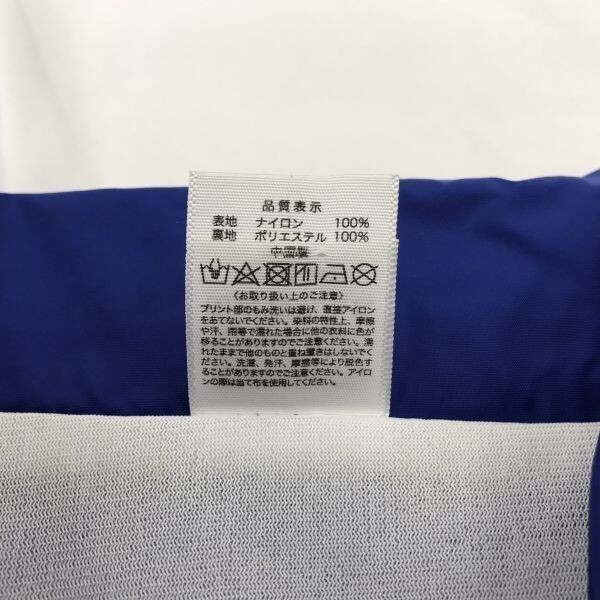 品質表示
表地 ナイロン 100%
裏地 ポリエステル 100%
中国製
〈お取り扱い上のご注意〉
プリント部のもみ洗いは避け、直接アイロン
をあてないでください。染料の特性上、摩擦
や汗、雨等で濡れた場合に他の衣料に色が
移ることがありますのでご注意ください。濡
れたままで他のものと重ね置きはしないでく
ださい。洗濯、発汗、摩擦等により脱色す
ることがありますのでご注意ください。アイロ
ンの際は当て布を使用してください。